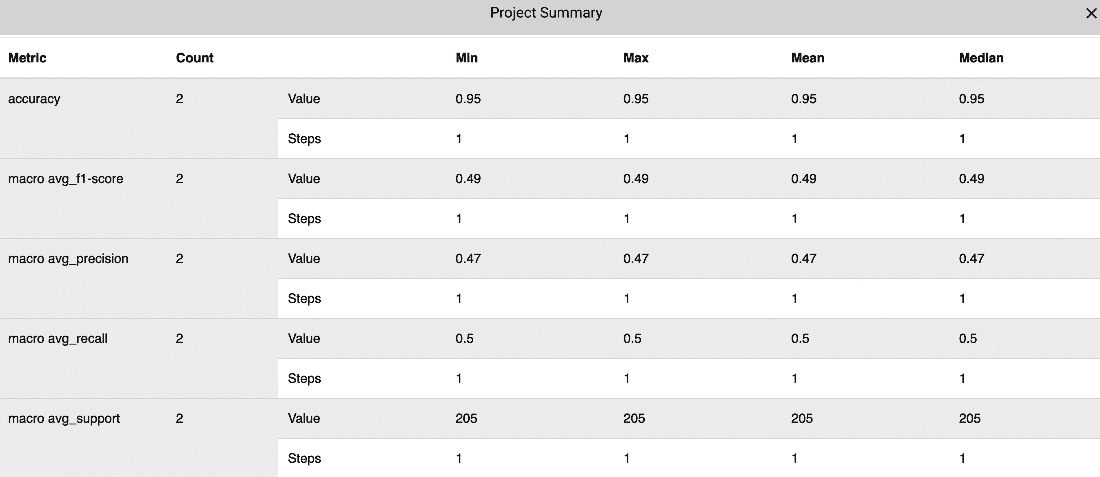 Project Summary ×
Metric Count Min Max Mean Median
accuracy 2 Value 0.95 0.95 0.95 0.95
Steps 1 1 1 1
macro avg_f1-score 2 Value 0.49 0.49 0.49 0.49
Steps 1 1 1 1
macro avg_precision 2 Value 0.47 0.47 0.47 0.47
Steps 1 1 1 1
macro avg_recall 2 Value 0.5 0.5 0.5 0.5
Steps 1 1 1 1
macro avg_support 2 Value 205 205 205 205
Steps 1 1 1 1